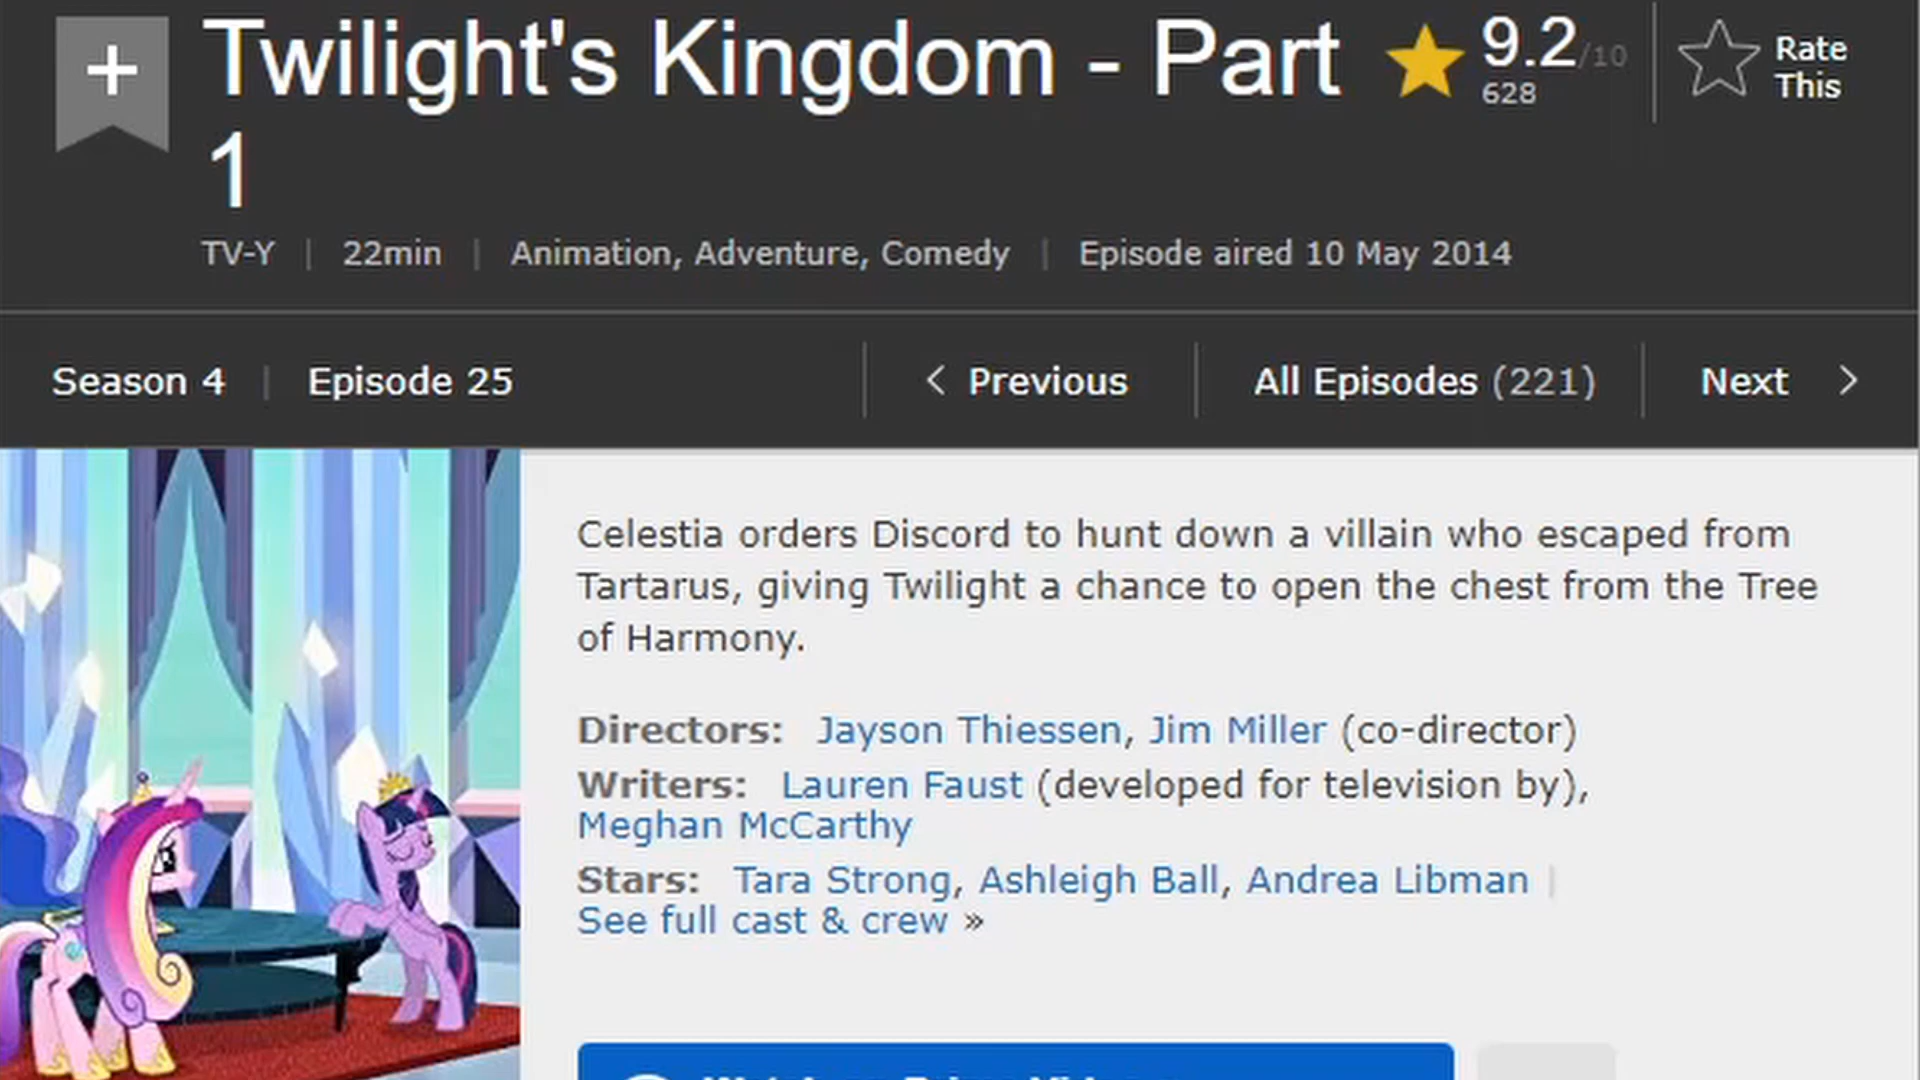 Twilight's Kingdom - Part
1
9.2/10
628
Rate
This
TV-Y | 22min | Animation, Adventure, Comedy | Episode aired 10 May 2014
Season 4 | Episode 25
Previous
All Episodes (221)
Next
Celestia orders Discord to hunt down a villain who escaped from
Tartarus, giving Twilight a chance to open the chest from the Tree
of Harmony.
Directors: Jayson Thiessen, Jim Miller (co-director)
Writers: Lauren Faust (developed for television by),
Meghan McCarthy
Stars: Tara Strong, Ashleigh Ball, Andrea Libman |
See full cast & crew »